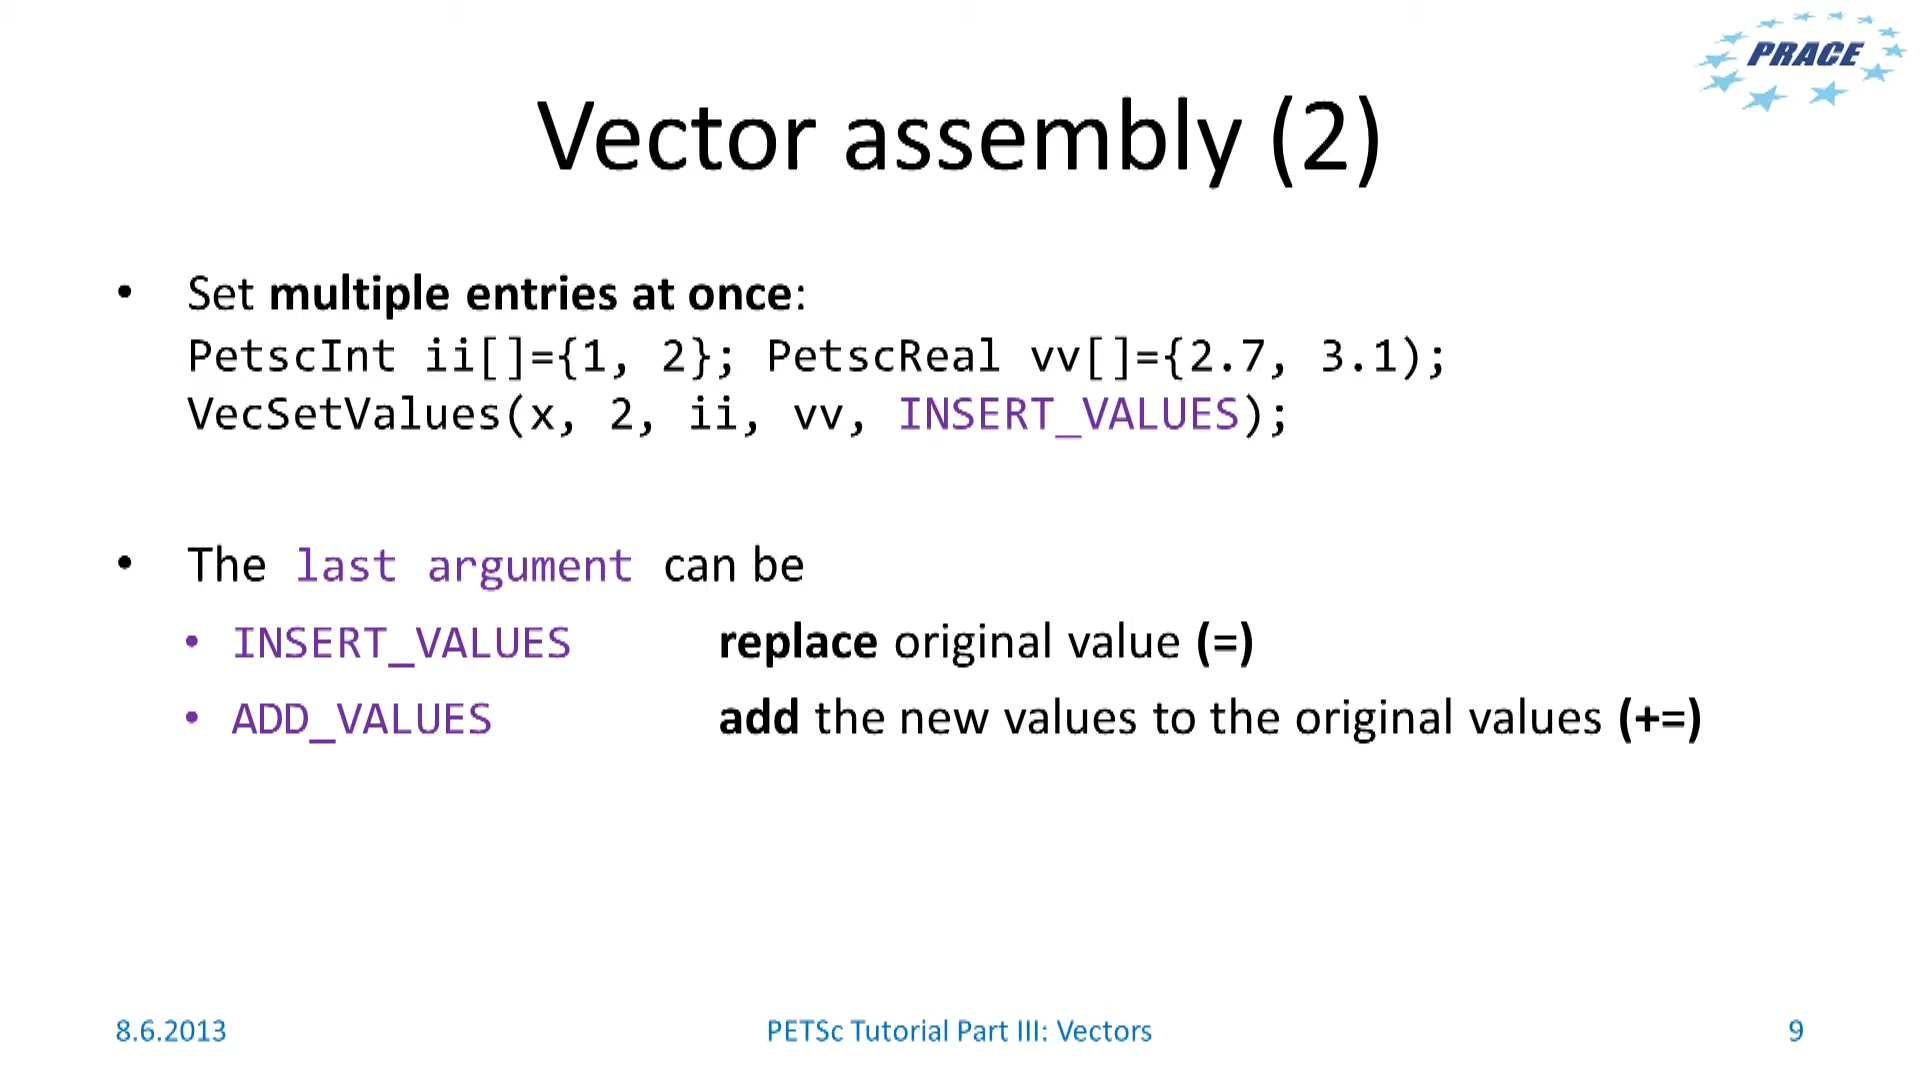 PRACE
Vector assembly (2)
• Set multiple entries at once:
PetscInt ii[]={1, 2}; PetscReal vv[]={2.7, 3.1);
VecSetValues(x, 2, ii, vv, INSERT_VALUES);
• The last argument can be
• INSERT_VALUES replace original value (=)
• ADD_VALUES add the new values to the original values (+=)
8.6.2013 PETSc Tutorial Part III: Vectors 9